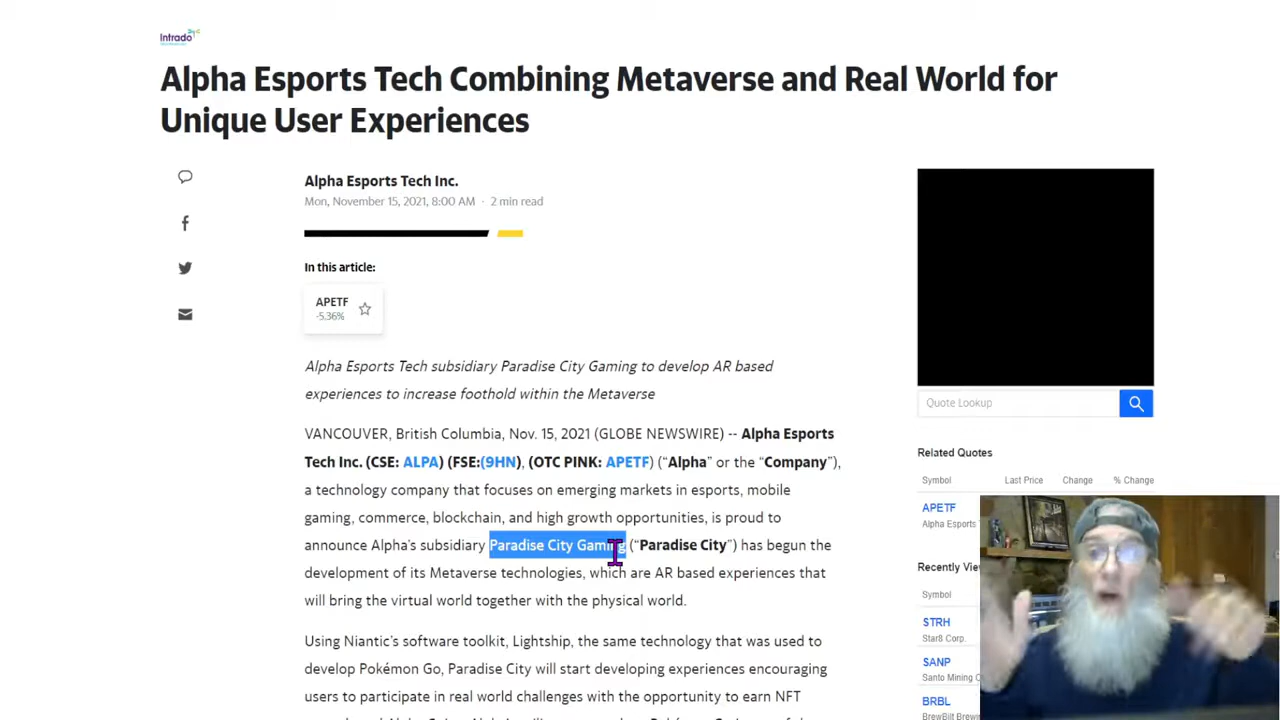 Intrado
Alpha Esports Tech Combining Metaverse and Real World for
Unique User Experiences
Alpha Esports Tech Inc.
Mon, November 15, 2021, 8:00 AM · 2 min read
In this article:
APETF
-5.36%
Alpha Esports Tech subsidiary Paradise City Gaming to develop AR based
experiences to increase foothold within the Metaverse
VANCOUVER, British Columbia, Nov. 15, 2021 (GLOBE NEWSWIRE) -- Alpha Esports
Tech Inc. (CSE: ALPA) (FSE:(9HN), (OTC PINK: APETF) (“Alpha” or the “Company”),
a technology company that focuses on emerging markets in esports, mobile
gaming, commerce, blockchain, and high growth opportunities, is proud to
announce Alpha’s subsidiary Paradise City Gaming (“Paradise City”) has begun the
development of its Metaverse technologies, which are AR based experiences that
will bring the virtual world together with the physical world.
Using Niantic’s software toolkit, Lightship, the same technology that was used to
develop Pokémon Go, Paradise City will start developing experiences encouraging
users to participate in real world challenges with the opportunity to earn NFT
Quote Lookup
Related Quotes
Symbol Last Price Change % Change
APETF
Alpha Esports
Recently
Symbol
STRH
Star8 Corp.
SANP
Santo Mining
BRBL